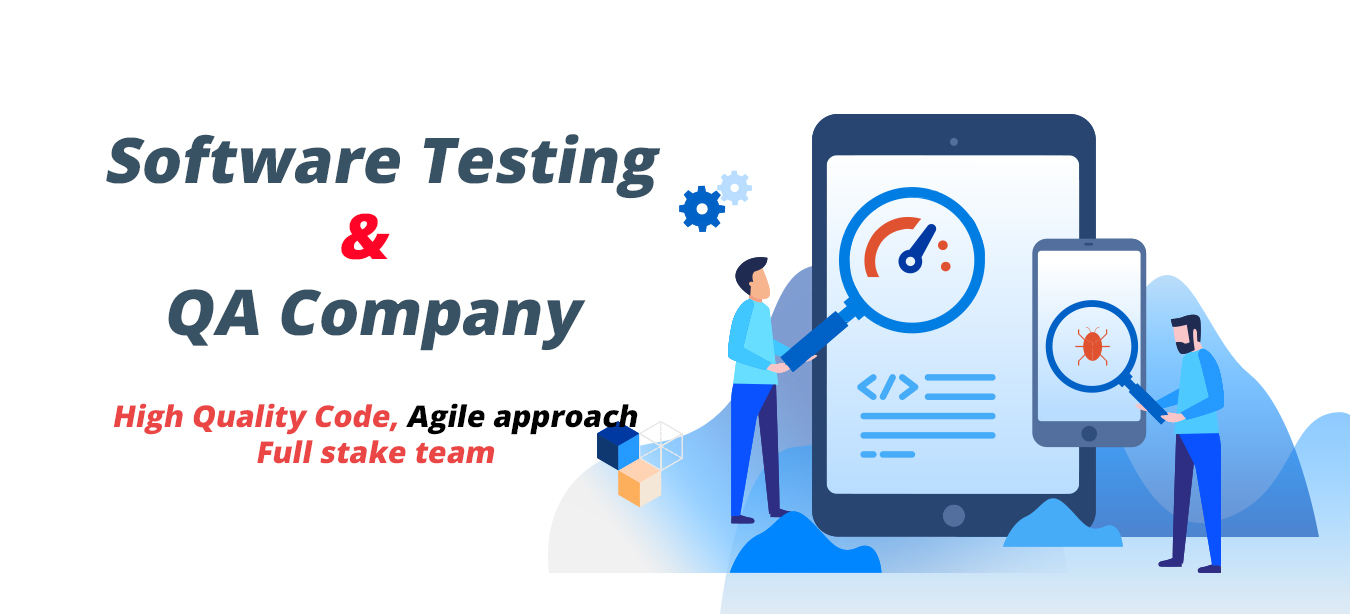 Software Testing
&
QA Company
High Quality Code, Agile approach
Full stake team
</>